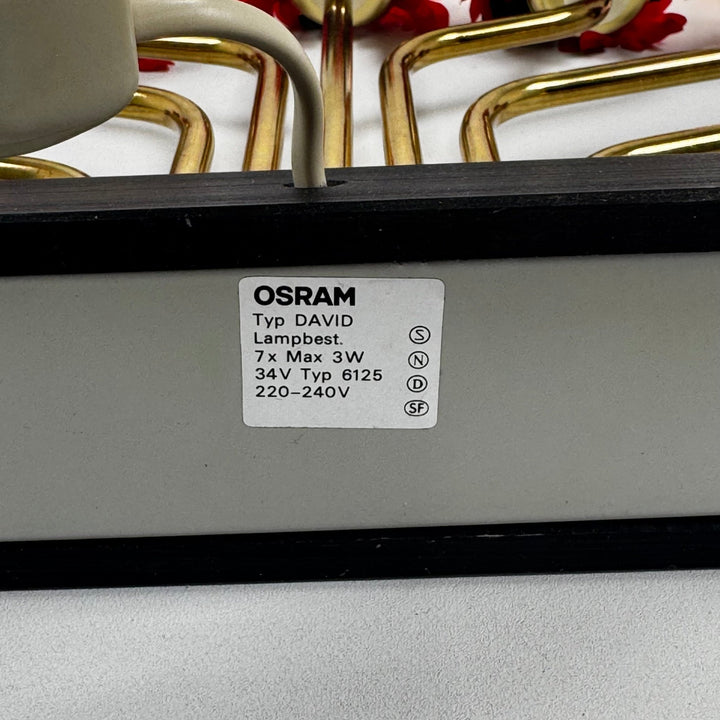 OSRAM
Typ DAVID
Lampbest.
7x Max 3W
34V Typ 6125
220–240V
S
N
D
SF